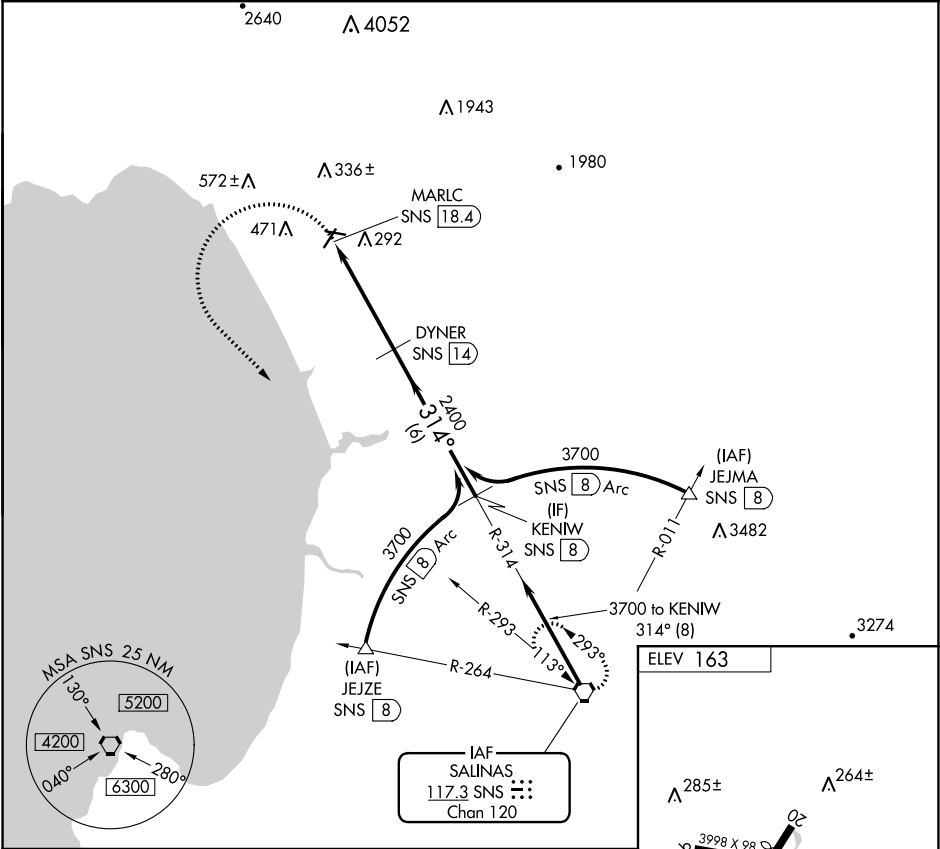 2640
4052
1943
1980
336±
572±
MARLC
SNS 18.4
471
292
DYNER
SNS 14
2400
314°
(6)
3700
SNS 8 Arc
(IAF)
JEJMA
SNS 8
(IF)
KENIW
SNS 8
3482
3700
SNS 8 Arc
R-314
R-011
R-293
3700 to KENIW
314° (8)
3274
113°
293°
R-264
(IAF)
JEJZE
SNS 8
MSA SNS 25 NM
130°
5200
4200
040°
280°
6300
IAF
SALINAS
117.3 SNS
Chan 120
ELEV 163
285±
264±
20
3998 X 98